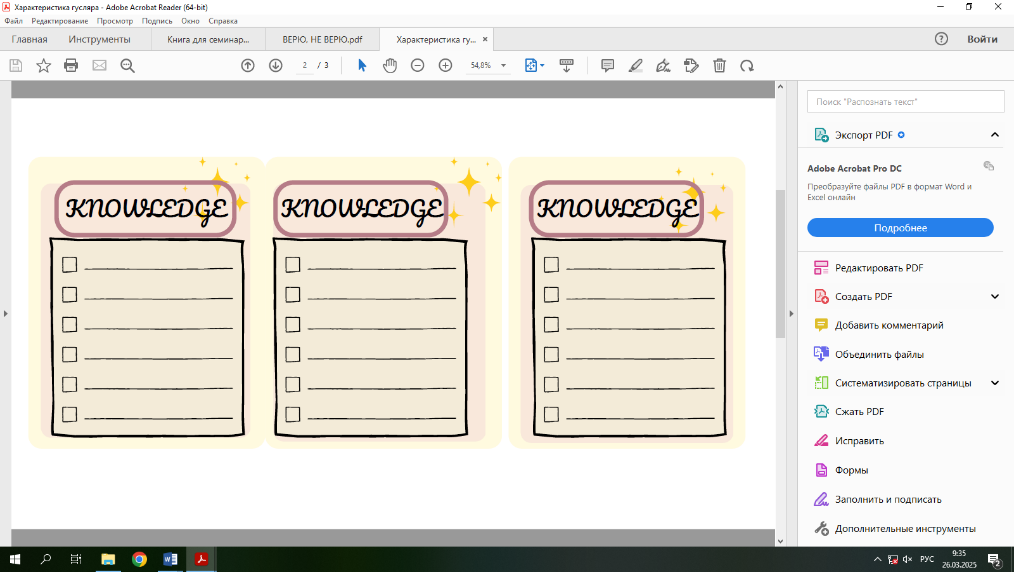 Характеристика гусляра - Adobe Acrobat Reader (64-bit)
Файл Редактирование Просмотр Подпись Окно Справка
Главная Инструменты Книга для семинар... ВЕРЮ. НЕ ВЕРЮ.pdf Характеристика гу... × Войти
2 / 3 54,8%
KNOWLEDGE KNOWLEDGE KNOWLEDGE
Поиск "Распознать текст"
Экспорт PDF
Adobe Acrobat Pro DC
Преобразуйте файлы PDF в формат Word и
Excel онлайн
Подробнее
Редактировать PDF
Создать PDF
Добавить комментарий
Объединить файлы
Систематизировать страницы
Сжать PDF
Исправить
Формы
Заполнить и подписать
Дополнительные инструменты
РУС 9:35
26.03.2025 2